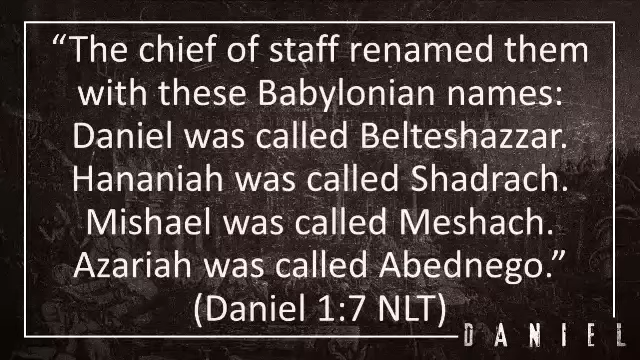 “The chief of staff renamed them
with these Babylonian names:
Daniel was called Belteshazzar.
Hananiah was called Shadrach.
Mishael was called Meshach.
Azariah was called Abednego.”
(Daniel 1:7 NLT)
DANIEL